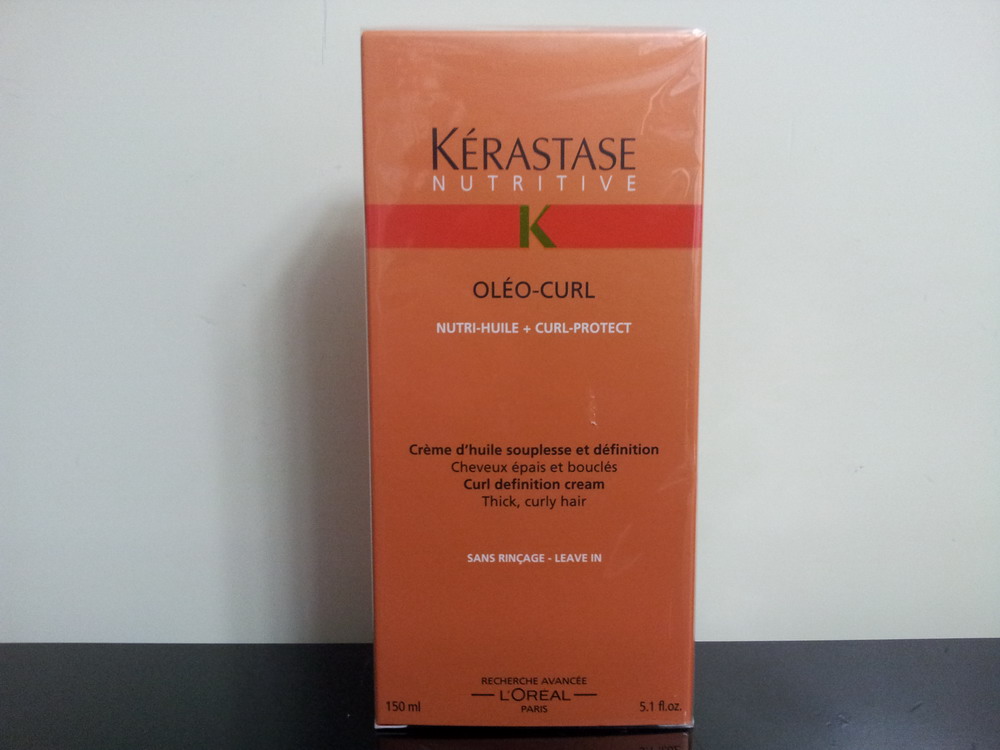 KÉRASTASE
NUTRITIVE
K
OLÉO-CURL
NUTRI-HUILE + CURL-PROTECT
Crème d'huile souplesse et définition
Cheveux épais et bouclés
Curl definition cream
Thick, curly hair
SANS RINÇAGE - LEAVE IN
RECHERCHE AVANCÉE
L'ORÉAL
PARIS
150 ml
5.1 fl.oz.